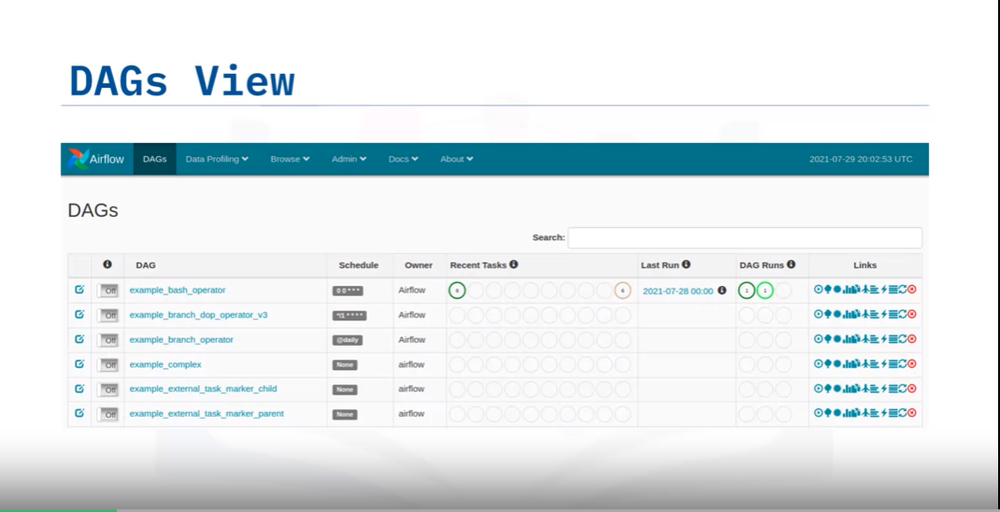 DAGs View
Airflow DAGs Data Profiling Browse Admin Docs About 2021-07-29 20:02:53 UTC
DAGs
Search:
DAG Schedule Owner Recent Tasks Last Run DAG Runs Links
Off example_bash_operator 0 0 * * * Airflow 6 6 2021-07-28 00:00 1 1
Off example_branch_dop_operator_v3 */1 * * * * Airflow
Off example_branch_operator @daily Airflow
Off example_complex None airflow
Off example_external_task_marker_child None airflow
Off example_external_task_marker_parent None airflow